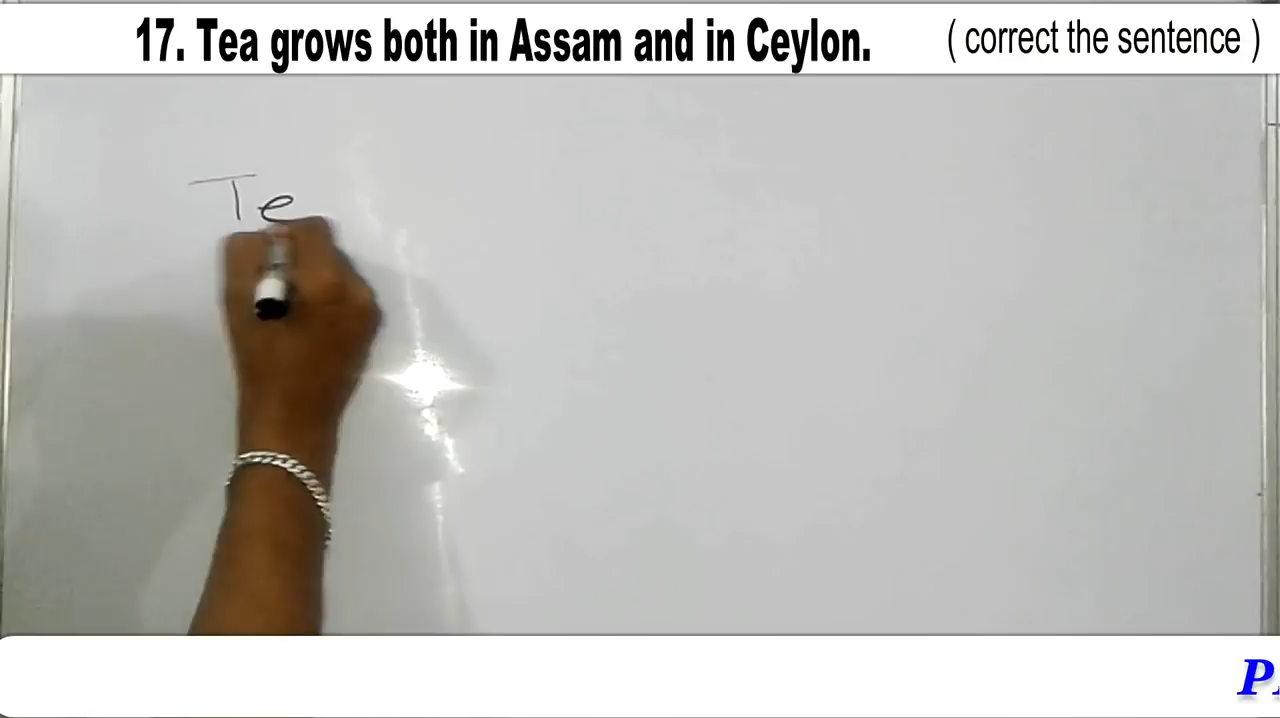 17. Tea grows both in Assam and in Ceylon. ( correct the sentence )
Te